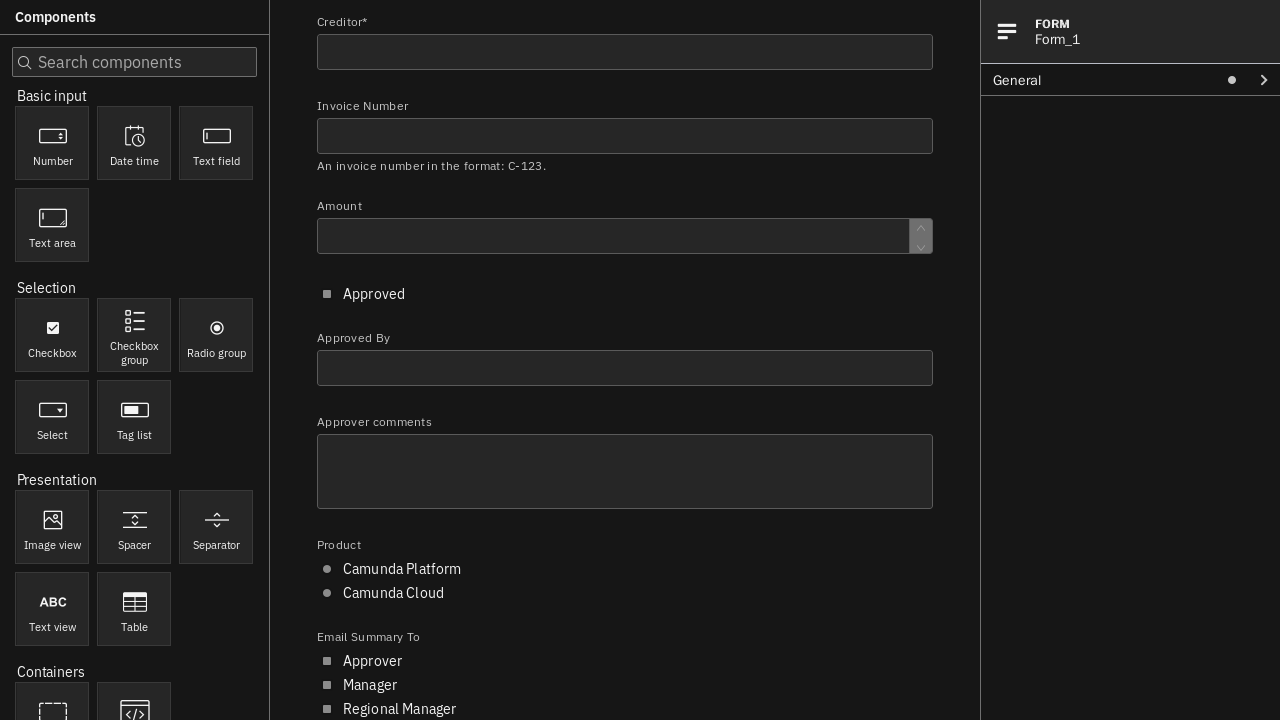 Components
Search components
Basic input
Number
Date time
Text field
Text area
Selection
Checkbox
Checkbox
group
Radio group
Select
Tag list
Presentation
Image view
Spacer
Separator
ABC
Text view
Table
Containers
Creditor*
Invoice Number
An invoice number in the format: C-123.
Amount
Approved
Approved By
Approver comments
Product
Camunda Platform
Camunda Cloud
Email Summary To
Approver
Manager
Regional Manager
FORM
Form_1
General